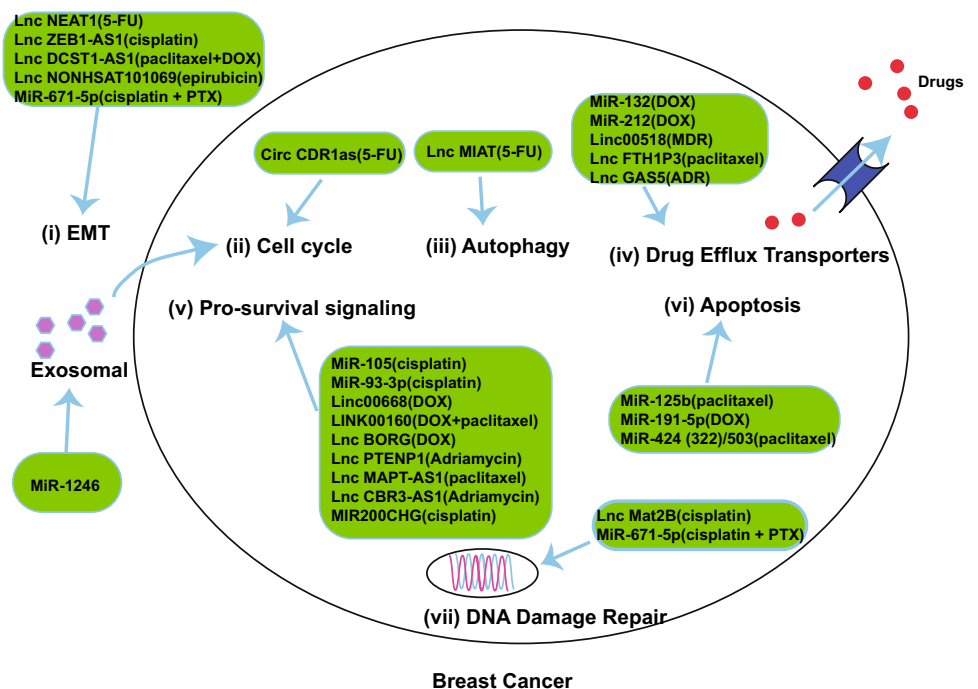 Lnc NEAT1(5-FU)
Lnc ZEB1-AS1(cisplatin)
Lnc DCST1-AS1(paclitaxel+DOX)
Lnc NONHSAT101069(epirubicin)
MiR-671-5p(cisplatin + PTX)
(i) EMT
Circ CDR1as(5-FU)
(ii) Cell cycle
Lnc MIAT(5-FU)
(iii) Autophagy
MiR-132(DOX)
MiR-212(DOX)
Linc00518(MDR)
Lnc FTH1P3(paclitaxel)
Lnc GAS5(ADR)
(iv) Drug Efflux Transporters
Drugs
(v) Pro-survival signaling
(vi) Apoptosis
Exosomal
MiR-1246
MiR-105(cisplatin)
MiR-93-3p(cisplatin)
Linc00668(DOX)
LINK00160(DOX+paclitaxel)
Lnc BORG(DOX)
Lnc PTENP1(Adriamycin)
Lnc MAPT-AS1(paclitaxel)
Lnc CBR3-AS1(Adriamycin)
MIR200CHG(cisplatin)
MiR-125b(paclitaxel)
MiR-191-5p(DOX)
MiR-424 (322)/503(paclitaxel)
Lnc Mat2B(cisplatin)
MiR-671-5p(cisplatin + PTX)
(vii) DNA Damage Repair
Breast Cancer